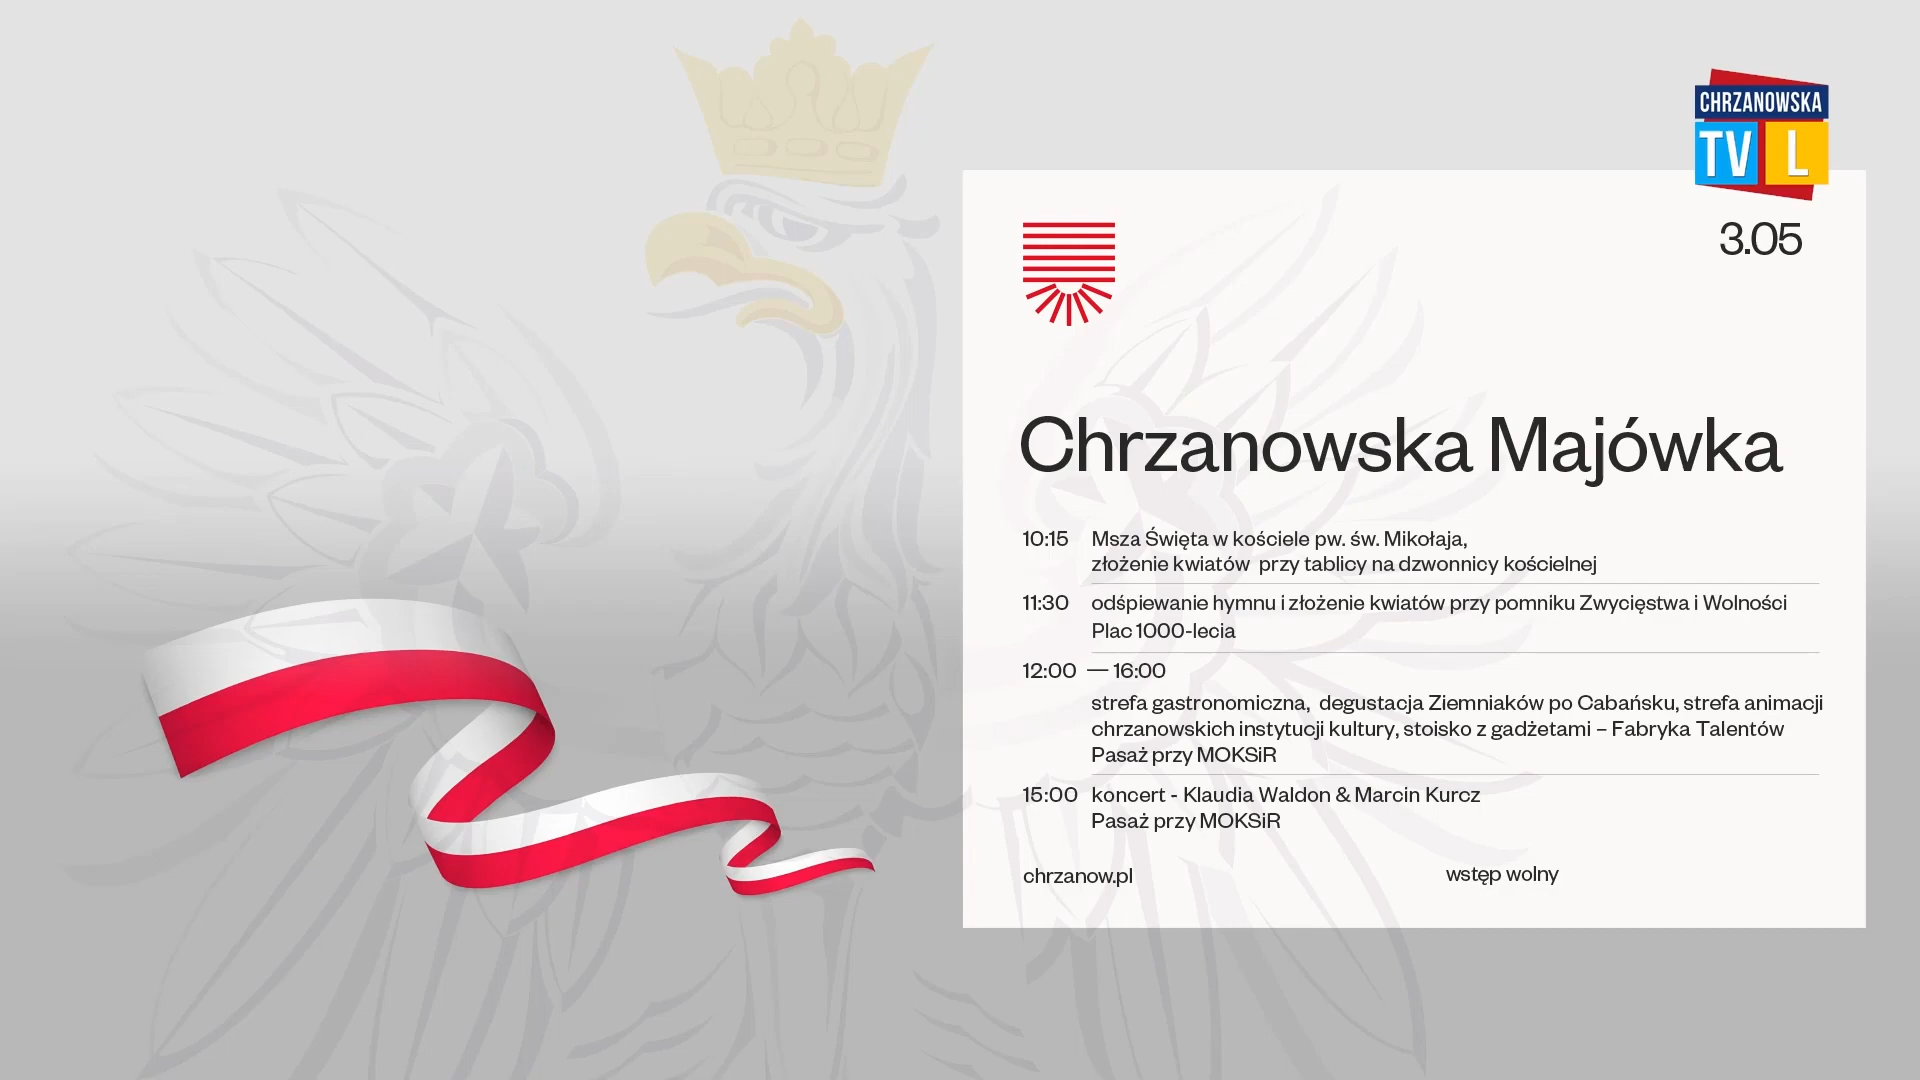 CHRZANOWSKA
TV L
3.05
Chrzanowska Majówka
10:15 Msza Święta w kościele pw. św. Mikołaja,
złożenie kwiatów przy tablicy na dzwonnicy kościelnej
11:30 odśpiewanie hymnu i złożenie kwiatów przy pomniku Zwycięstwa i Wolności
Plac 1000-lecia
12:00 — 16:00
strefa gastronomiczna, degustacja Ziemniaków po Cabańsku, strefa animacji
chrzanowskich instytucji kultury, stoisko z gadżetami – Fabryka Talentów
Pasaż przy MOKSiR
15:00 koncert - Klaudia Waldon & Marcin Kurcz
Pasaż przy MOKSiR
chrzanow.pl wstęp wolny